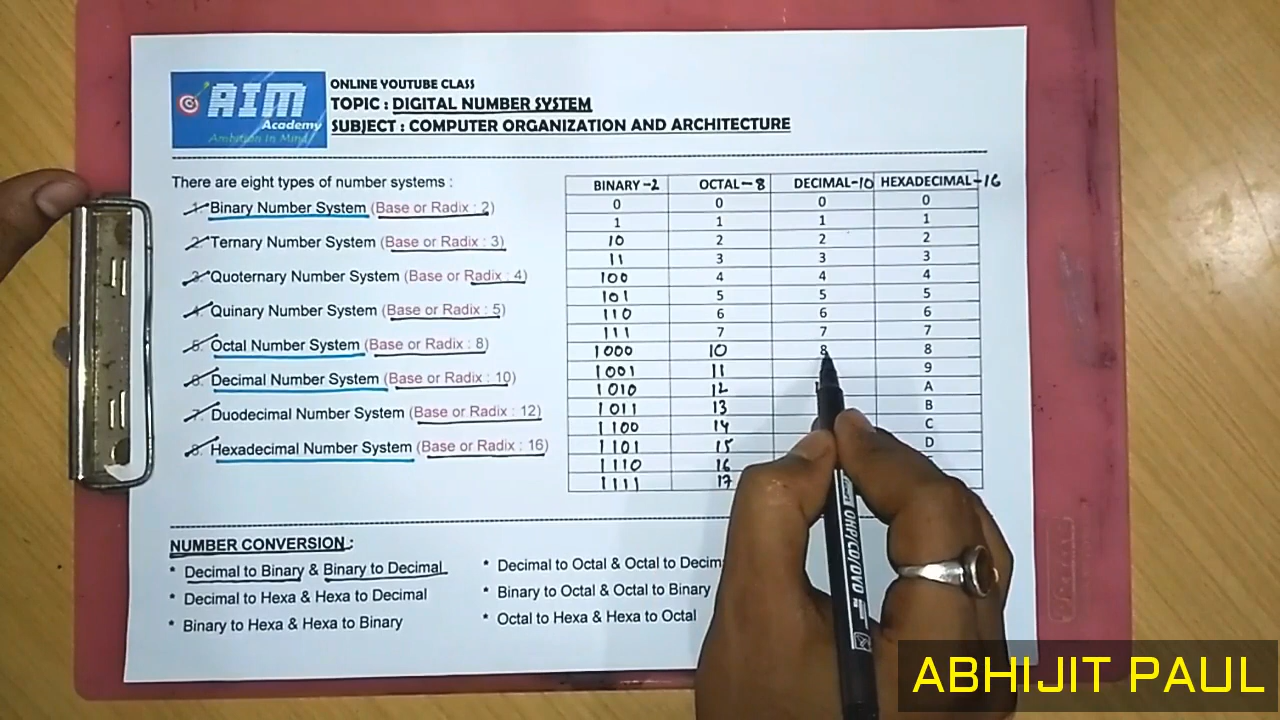 AIM
Academy
Ambition In Mind
ONLINE YOUTUBE CLASS
TOPIC : DIGITAL NUMBER SYSTEM
SUBJECT : COMPUTER ORGANIZATION AND ARCHITECTURE
There are eight types of number systems :
1. Binary Number System (Base or Radix : 2)
2. Ternary Number System (Base or Radix : 3)
3. Quoternary Number System (Base or Radix : 4)
4. Quinary Number System (Base or Radix : 5)
5. Octal Number System (Base or Radix : 8)
6. Decimal Number System (Base or Radix : 10)
7. Duodecimal Number System (Base or Radix : 12)
8. Hexadecimal Number System (Base or Radix : 16)
BINARY -2 OCTAL -8 DECIMAL -10 HEXADECIMAL -16
0 0 0 0
1 1 1 1
10 2 2 2
11 3 3 3
100 4 4 4
101 5 5 5
110 6 6 6
111 7 7 7
1000 10 8 8
1001 11 9
1010 12 A
1011 13 B
1100 14 C
1101 15 D
1110 16
1111 17
NUMBER CONVERSION :
* Decimal to Binary & Binary to Decimal
* Decimal to Hexa & Hexa to Decimal
* Binary to Hexa & Hexa to Binary
* Decimal to Octal & Octal to Decim
* Binary to Octal & Octal to Binary
* Octal to Hexa & Hexa to Octal
OHP/CD/DVD
ABHIJIT PAUL